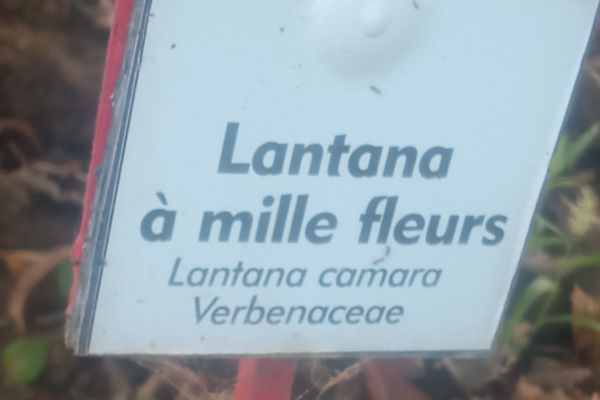 Lantana
à mille fleurs
Lantana camara
Verbenaceae